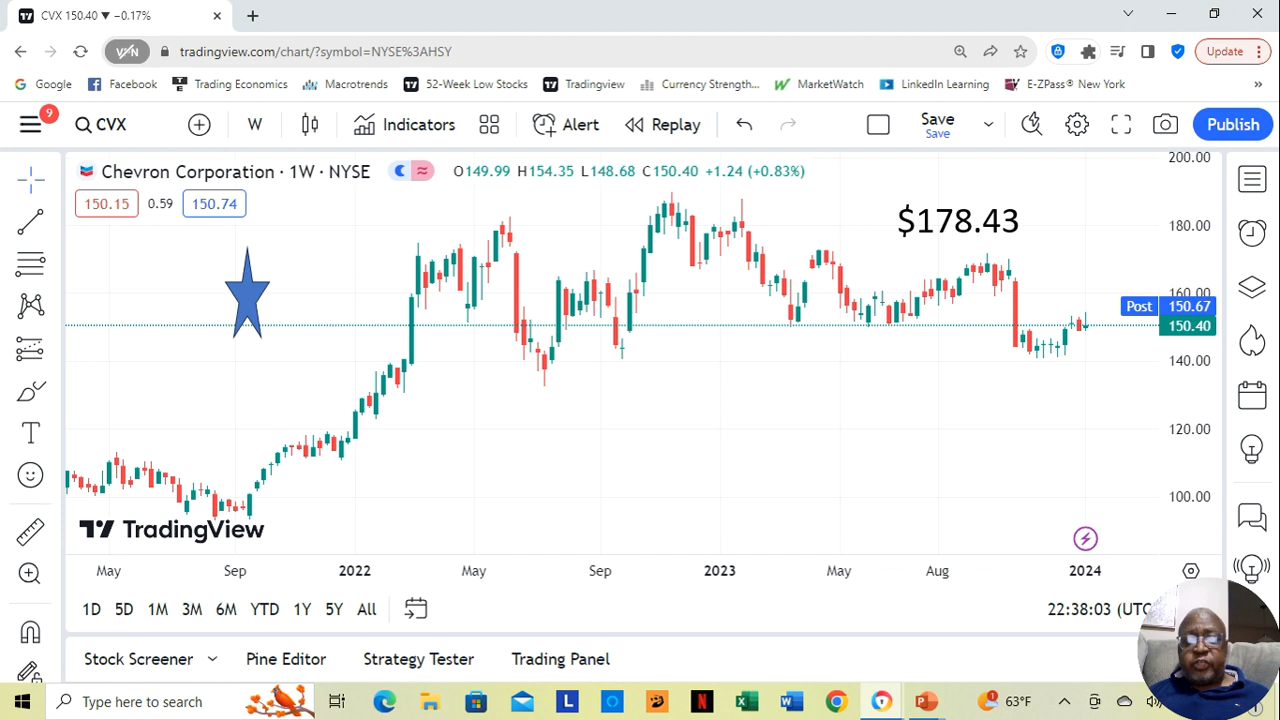 CVX 150.40 ▼ −0.17%
V/N tradingview.com/chart/?symbol=NYSE%3AHSY Update
Google Facebook Trading Economics Macrotrends 52-Week Low Stocks Tradingview Currency Strength... MarketWatch LinkedIn Learning E-ZPass® New York »
9 CVX W Indicators Alert Replay Save Save Publish
Chevron Corporation · 1W · NYSE O149.99 H154.35 L148.68 C150.40 +1.24 (+0.83%)
150.15 0.59 150.74
$178.43
200.00
180.00
160.00
Post 150.67
150.40
140.00
120.00
100.00
TradingView
May Sep 2022 May Sep 2023 May Aug 2024
1D 5D 1M 3M 6M YTD 1Y 5Y All 22:38:03 (UTC
Stock Screener Pine Editor Strategy Tester Trading Panel
Type here to search 1 63°F